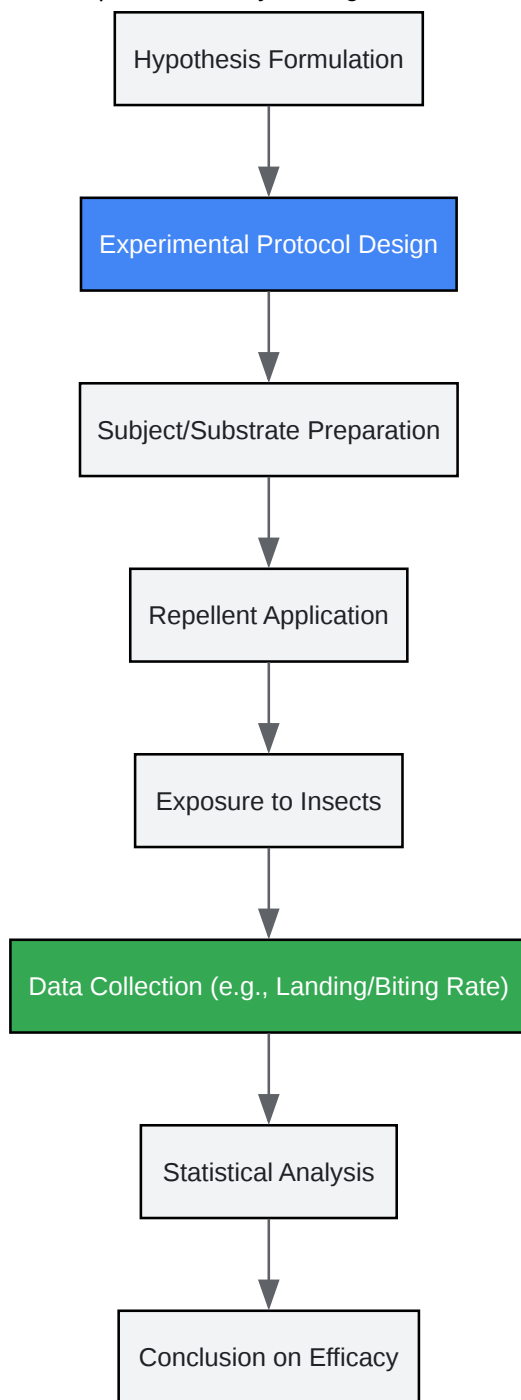 Hypothesis Formulation
Experimental Protocol Design
Subject/Substrate Preparation
Repellent Application
Exposure to Insects
Data Collection (e.g., Landing/Biting Rate)
Statistical Analysis
Conclusion on Efficacy